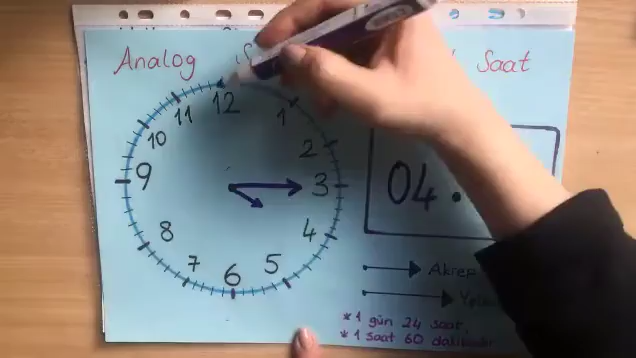 Analog Saat
12
11 1
10 2
9 3
8 4
7 5
6
04.
Akrep
*1 gün 24 saat,
*1 saat 60